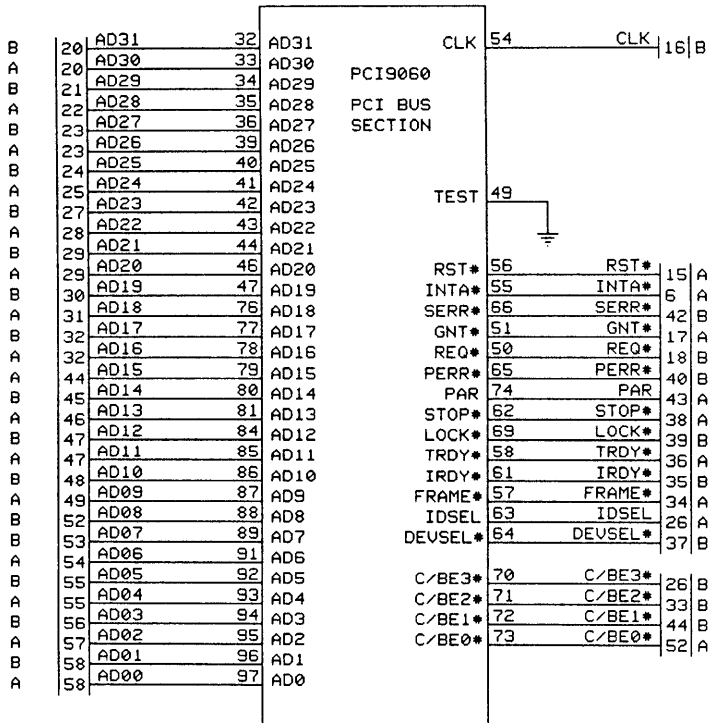 B 20 AD31 32 AD31 CLK 54 CLK 16 B
A 20 AD30 33 AD30
PCI9060
B 21 AD29 34 AD29
A 22 AD28 35 AD28 PCI BUS
B 23 AD27 36 AD27 SECTION
A 23 AD26 39 AD26
B 24 AD25 40 AD25
A 25 AD24 41 AD24
B 27 AD23 42 AD23 TEST 49
A 28 AD22 43 AD22
B 29 AD21 44 AD21
A 29 AD20 46 AD20 RST# 56 RST# 15 A
B 30 AD19 47 AD19 INTA# 55 INTA# 6 A
A 31 AD18 76 AD18 SERR# 66 SERR# 42 B
B 32 AD17 77 AD17 GNT# 51 GNT# 17 A
A 32 AD16 78 AD16 REQ# 50 REQ# 18 B
A 44 AD15 79 AD15 PERR# 65 PERR# 40 B
B 45 AD14 80 AD14 PAR 74 PAR 43 A
A 46 AD13 81 AD13 STOP# 62 STOP# 38 A
B 47 AD12 84 AD12 LOCK# 69 LOCK# 39 B
A 47 AD11 85 AD11 TRDY# 58 TRDY# 36 A
B 48 AD10 86 AD10 IRDY# 61 IRDY# 35 B
A 49 AD09 87 AD9 FRAME# 57 FRAME# 34 A
B 52 AD08 88 AD8 IDSEL 63 IDSEL 26 A
B 53 AD07 89 AD7 DEVSEL# 64 DEVSEL# 37 B
A 54 AD06 91 AD6
B 55 AD05 92 AD5 C/BE3# 70 C/BE3# 26 B
A 55 AD04 93 AD4 C/BE2# 71 C/BE2# 33 B
B 56 AD03 94 AD3 C/BE1# 72 C/BE1# 44 B
A 57 AD02 95 AD2 C/BE0# 73 C/BE0# 52 A
B 58 AD01 96 AD1
A 58 AD00 97 AD0